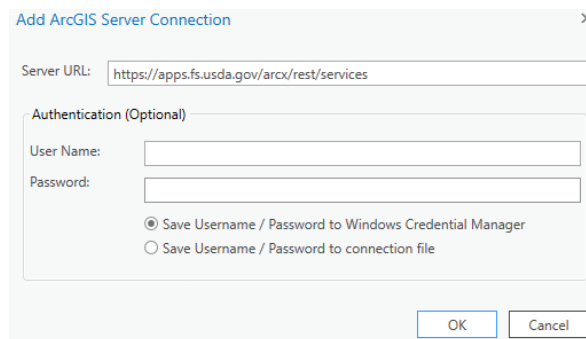 Add ArcGIS Server Connection
Server URL: https://apps.fs.usda.gov/arcx/rest/services
Authentication (Optional)
User Name:
Password:
Save Username / Password to Windows Credential Manager
Save Username / Password to connection file
OK Cancel